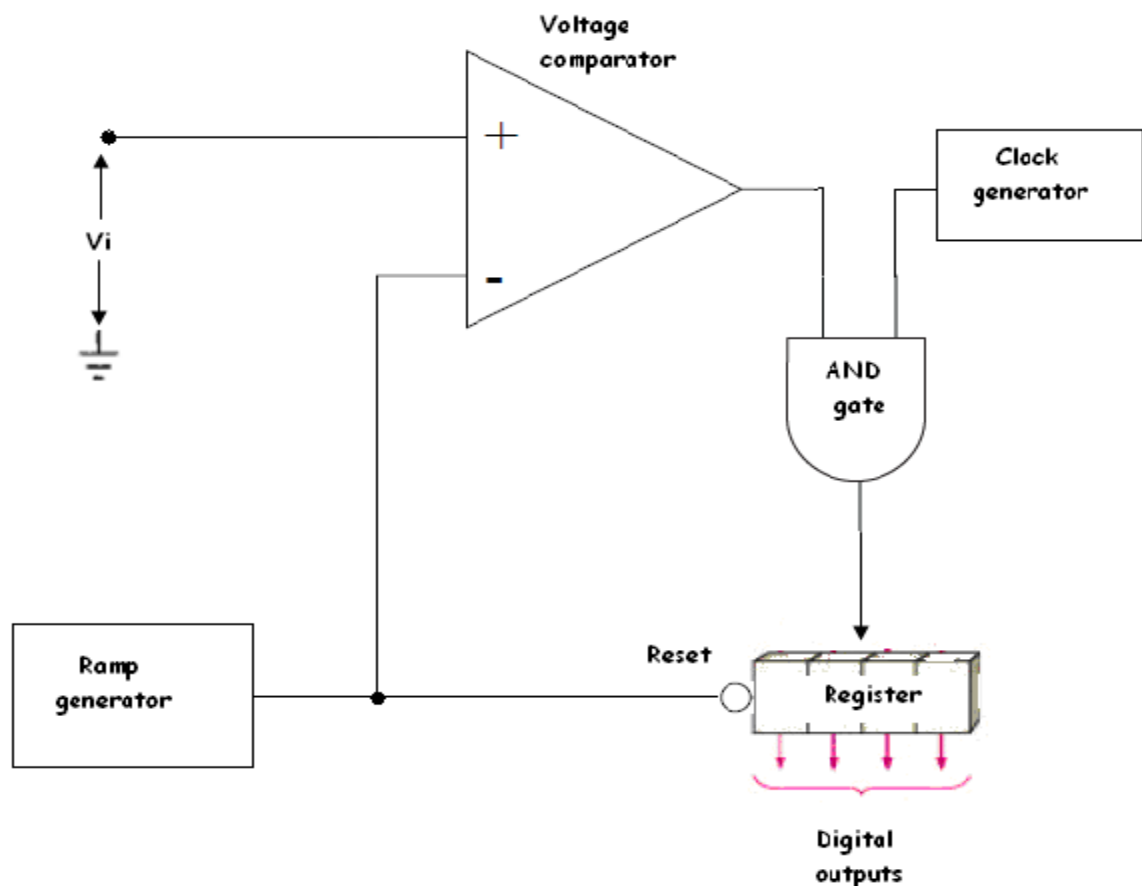 Voltage
comparator
+
Clock
generator
Vi
-
AND
gate
Reset
Ramp
generator
Register
Digital
outputs